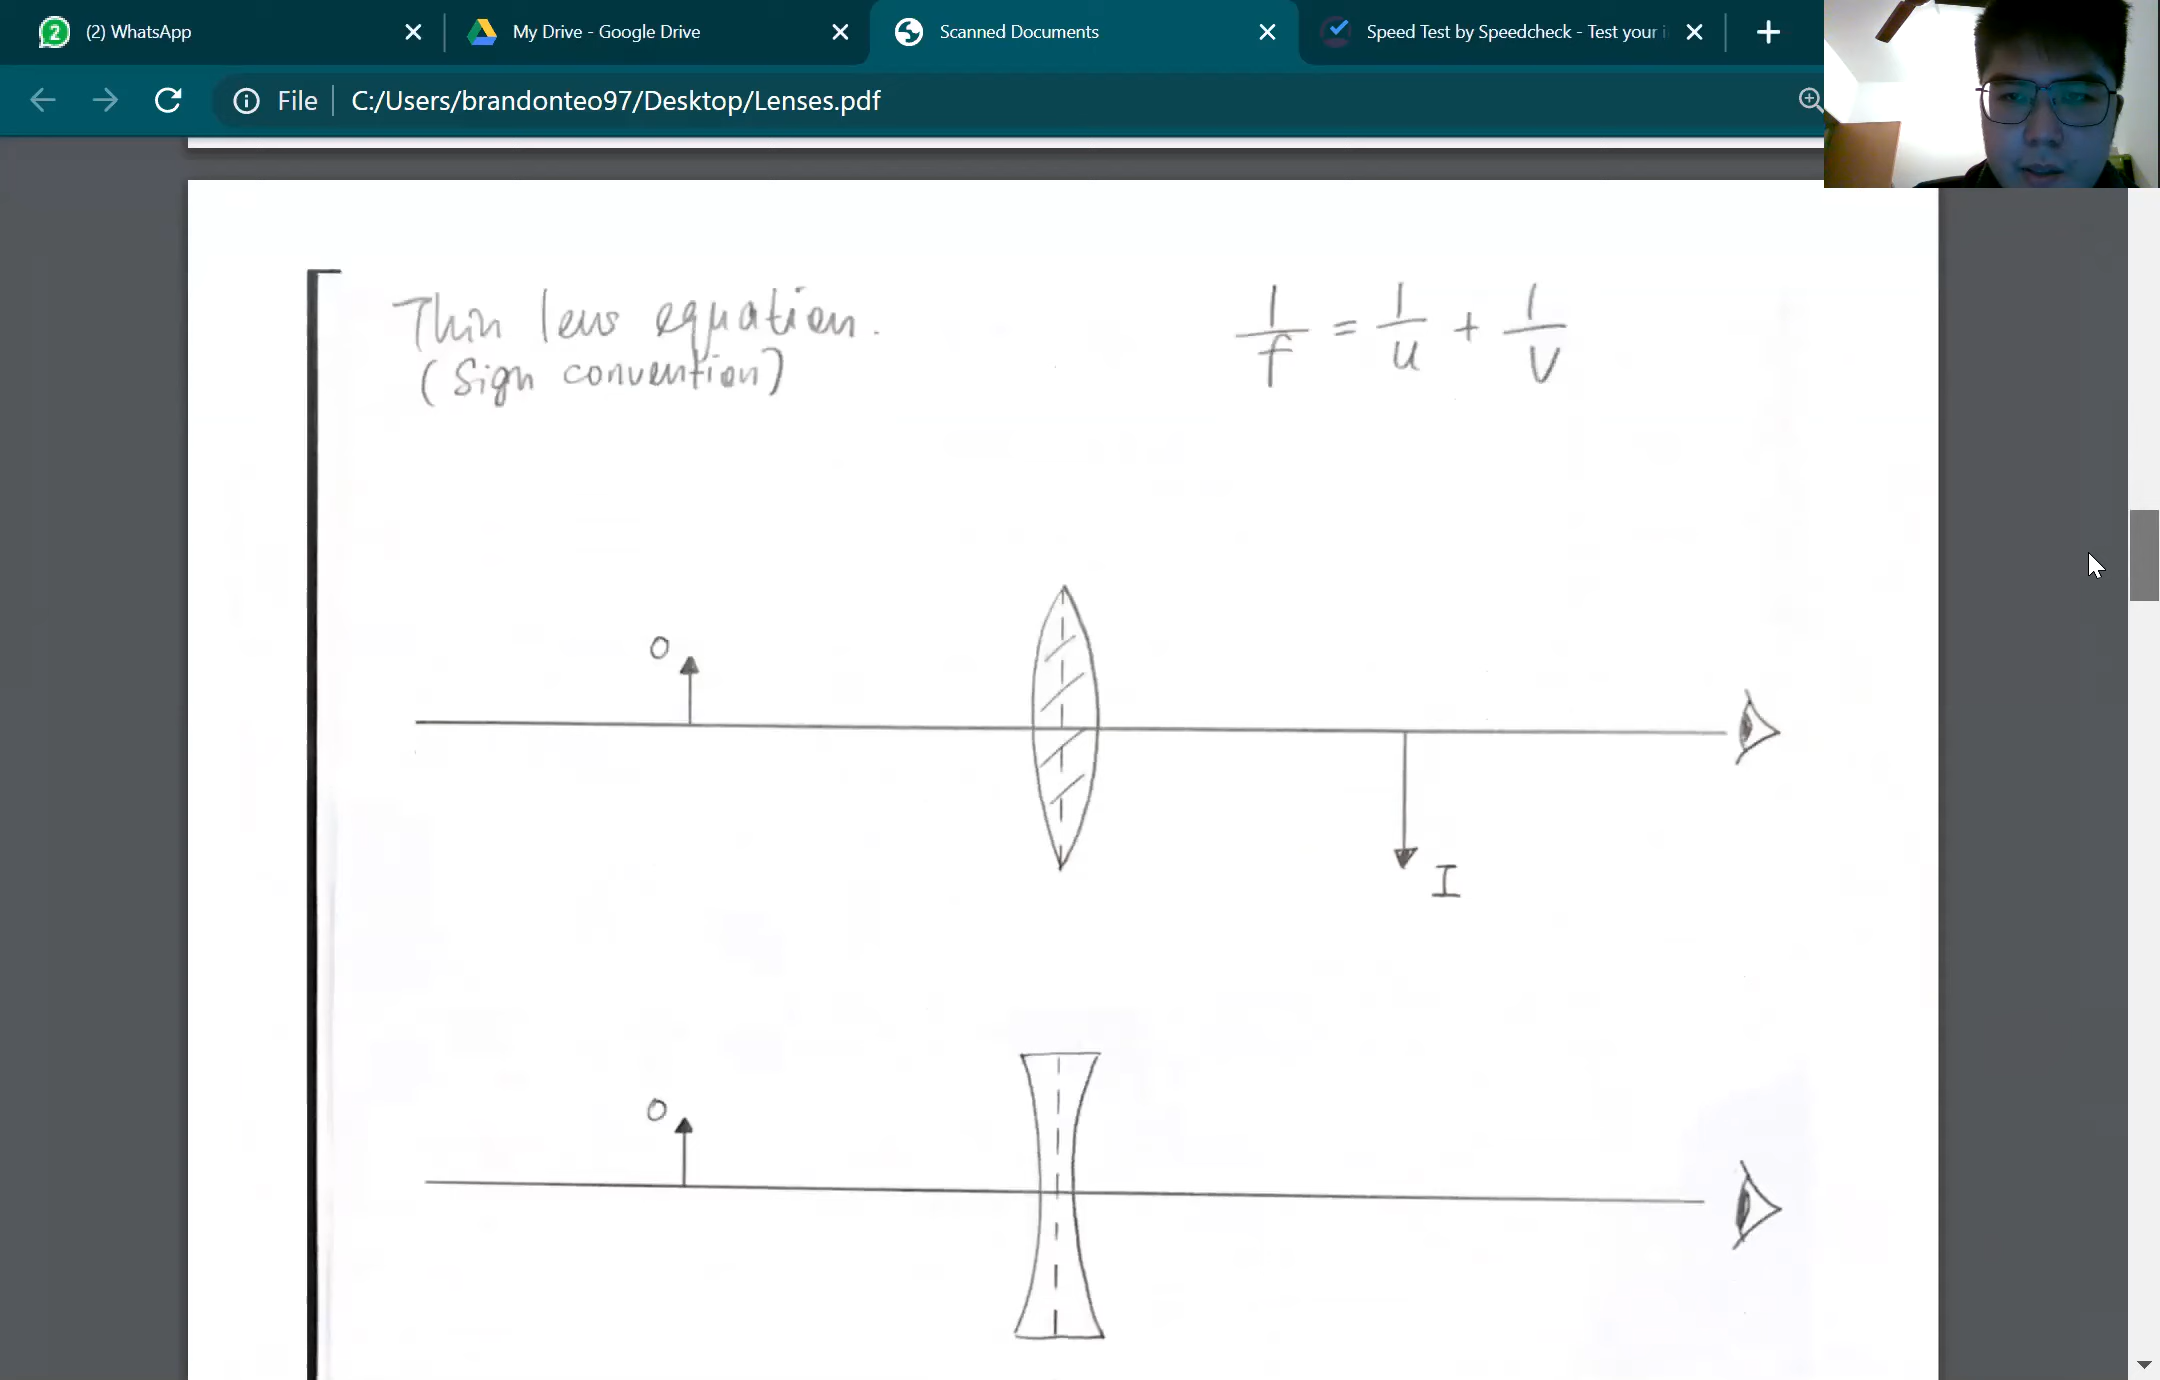 (2) WhatsApp
My Drive - Google Drive
Scanned Documents
Speed Test by Speedcheck - Test your i
File
C:/Users/brandonteo97/Desktop/Lenses.pdf
Thin lens equation.
(Sign convention)
1/f = 1/u + 1/v
O
I
O